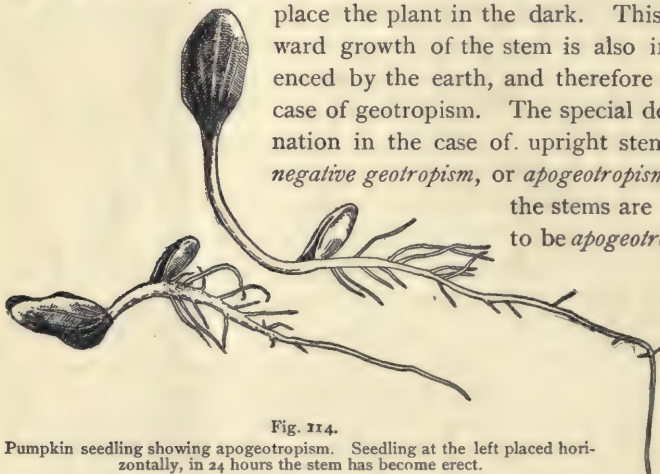 place the plant in the dark. This
ward growth of the stem is also in
enced by the earth, and therefore
case of geotropism. The special de
nation in the case of. upright stem
negative geotropism, or apogeotropism
the stems are
to be apogeotr
Fig. 114.
Pumpkin seedling showing apogeotropism. Seedling at the left placed hori-
zontally, in 24 hours the stem has become erect.